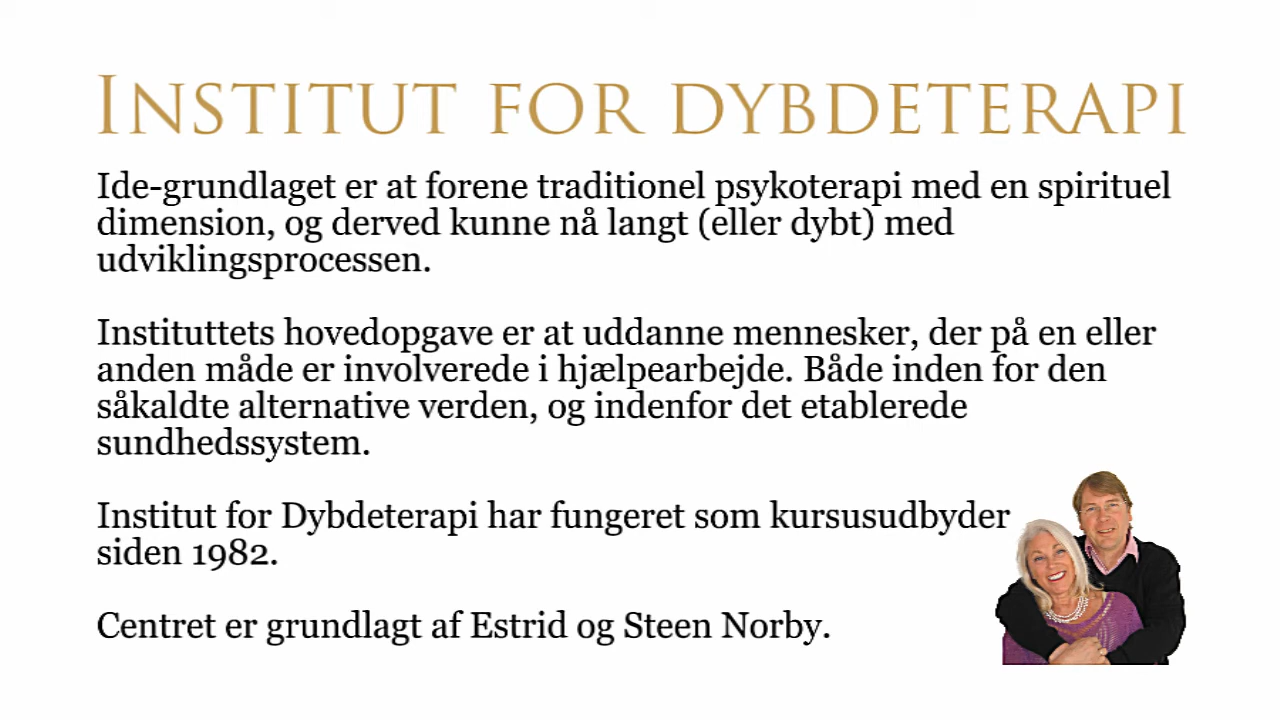 INSTITUT FOR DYBDETERAPI
Ide-grundlaget er at forene traditionel psykoterapi med en spirituel
dimension, og derved kunne nå langt (eller dybt) med
udviklingsprocessen.
Instituttets hovedopgave er at uddanne mennesker, der på en eller
anden måde er involverede i hjælpearbejde. Både inden for den
såkaldte alternative verden, og indenfor det etablerede
sundhedssystem.
Institut for Dybdeterapi har fungeret som kursusudbyder
siden 1982.
Centret er grundlagt af Estrid og Steen Norby.